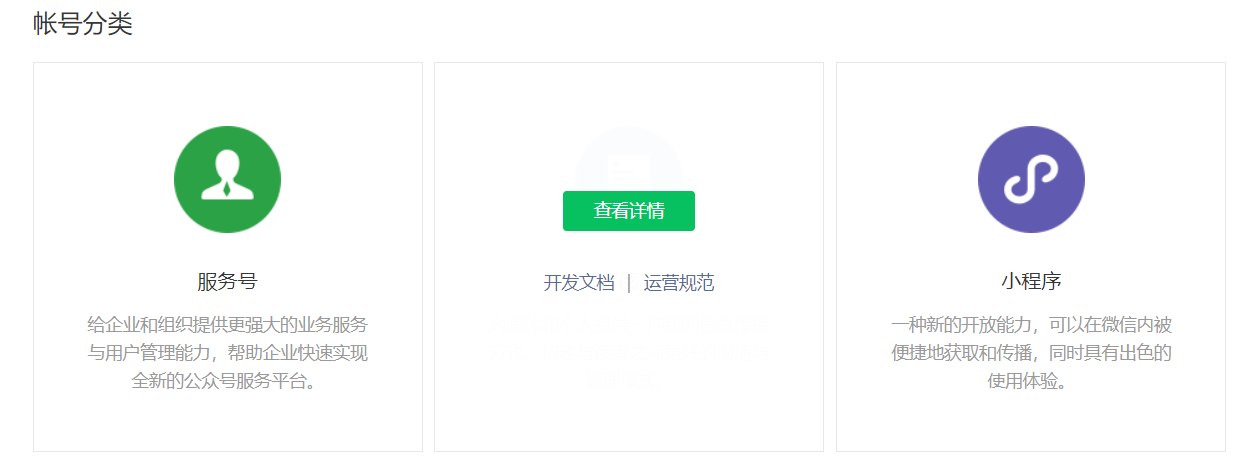 帐号分类
服务号
给企业和组织提供更强大的业务服务
与用户管理能力，帮助企业快速实现
全新的公众号服务平台。
查看详情
开发文档 | 运营规范
小程序
一种新的开放能力，可以在微信内被
便捷地获取和传播，同时具有出色的
使用体验。